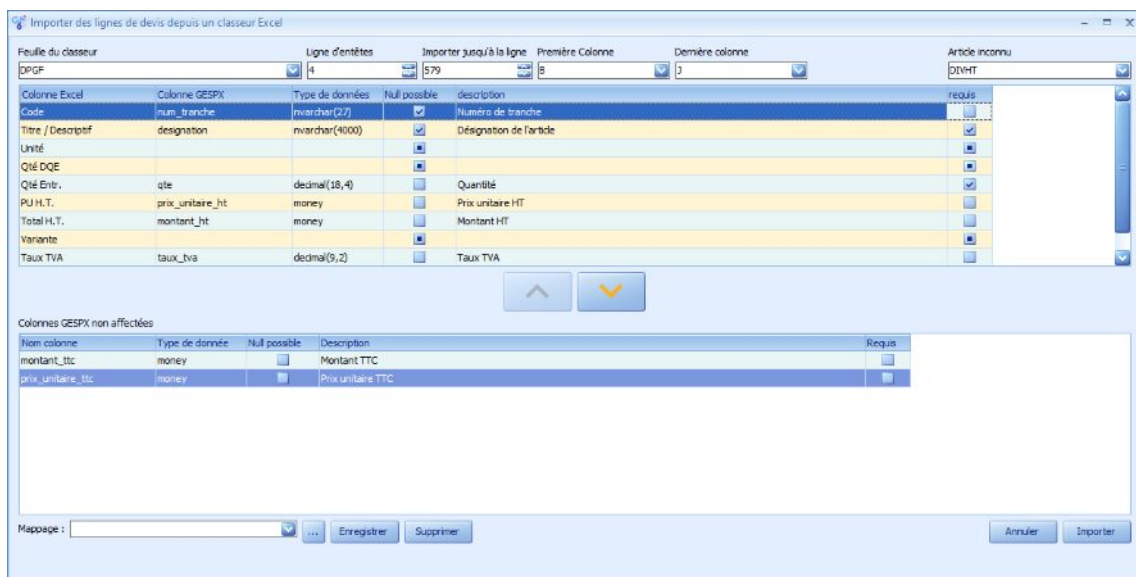 Importer des lignes de devis depuis un classeur Excel
Feuille du classeur Ligne d'entêtes Importer jusqu'à la ligne Première Colonne Dernière colonne Article inconnu
DPGF 4 579 B J DIVHT
Colonne Excel Colonne GESPX Type de données Null possible description requis
Code num_tranche nvarchar(27) Numéro de tranche
Titre / Descriptif designation nvarchar(4000) Désignation de l'article
Unité
Qté DQE
Qté Entr. qte decimal(18,4) Quantité
PU H.T. prix_unitaire_ht money Prix unitaire HT
Total H.T. montant_ht money Montant HT
Variante
Taux TVA taux_tva decimal(9,2) Taux TVA
Colonnes GESPX non affectées
Nom colonne Type de donnée Null possible Description Requis
montant_ttc money Montant TTC
prix_unitaire_ttc money Prix unitaire TTC
Mappage : ... Enregistrer Supprimer Annuler Importer